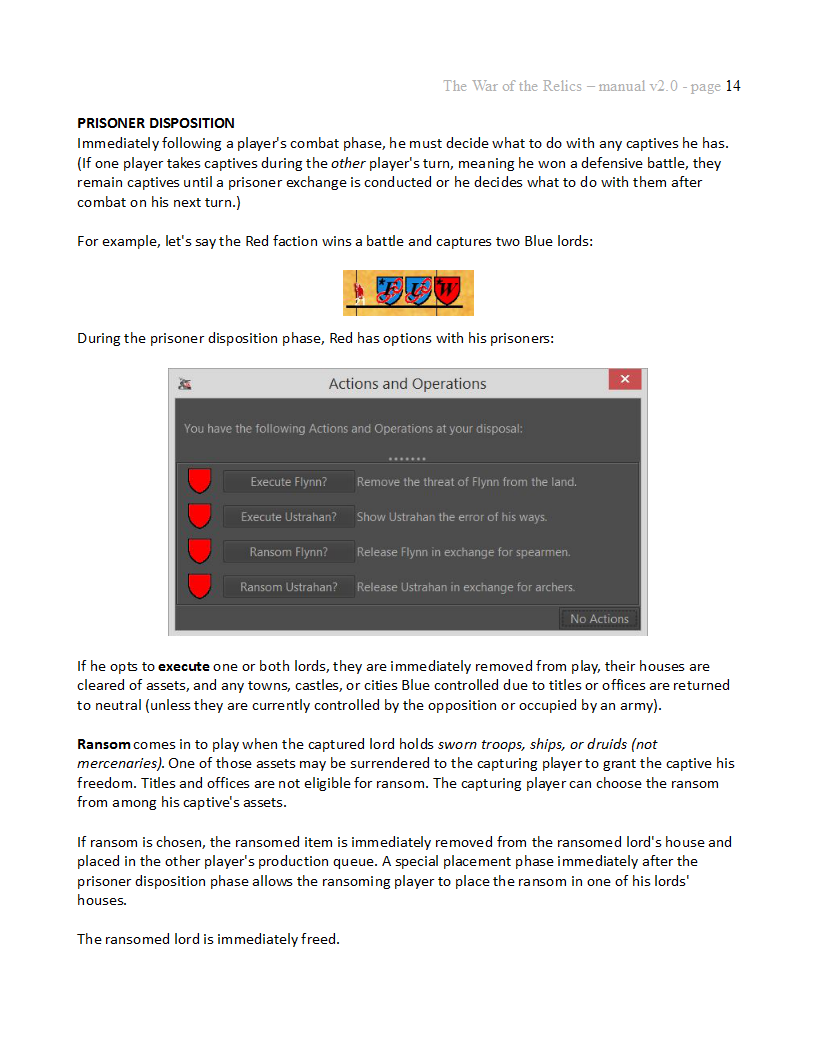 The War of the Relics – manual v2.0 - page 14
PRISONER DISPOSITION
Immediately following a player's combat phase, he must decide what to do with any captives he has.
(If one player takes captives during the other player's turn, meaning he won a defensive battle, they
remain captives until a prisoner exchange is conducted or he decides what to do with them after
combat on his next turn.)
For example, let's say the Red faction wins a battle and captures two Blue lords:
F U W
During the prisoner disposition phase, Red has options with his prisoners:
Actions and Operations
You have the following Actions and Operations at your disposal:
Execute Flynn? Remove the threat of Flynn from the land.
Execute Ustrahan? Show Ustrahan the error of his ways.
Ransom Flynn? Release Flynn in exchange for spearmen.
Ransom Ustrahan? Release Ustrahan in exchange for archers.
No Actions
If he opts to execute one or both lords, they are immediately removed from play, their houses are
cleared of assets, and any towns, castles, or cities Blue controlled due to titles or offices are returned
to neutral (unless they are currently controlled by the opposition or occupied by an army).
Ransom comes in to play when the captured lord holds sworn troops, ships, or druids (not
mercenaries). One of those assets may be surrendered to the capturing player to grant the captive his
freedom. Titles and offices are not eligible for ransom. The capturing player can choose the ransom
from among his captive's assets.
If ransom is chosen, the ransomed item is immediately removed from the ransomed lord's house and
placed in the other player's production queue. A special placement phase immediately after the
prisoner disposition phase allows the ransoming player to place the ransom in one of his lords'
houses.
The ransomed lord is immediately freed.